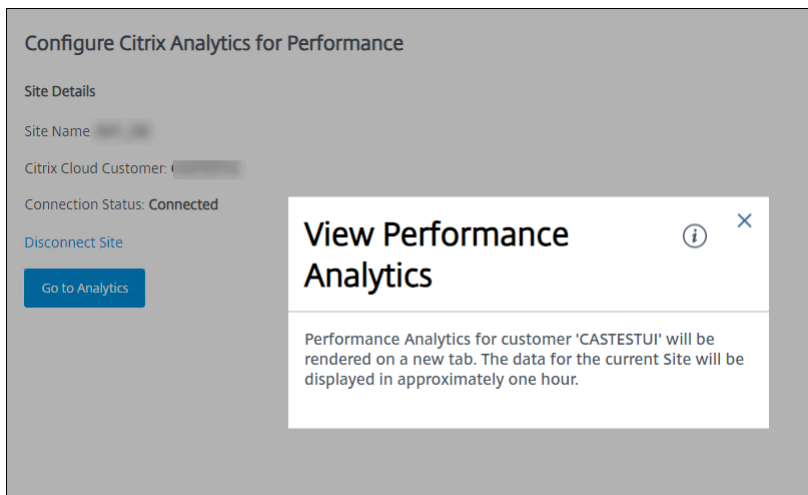 Configure Citrix Analytics for Performance
Site Details
Site Name
Citrix Cloud Customer:
Connection Status: Connected
Disconnect Site
Go to Analytics
View Performance
Analytics
Performance Analytics for customer 'CASTESTUI' will be
rendered on a new tab. The data for the current Site will be
displayed in approximately one hour.